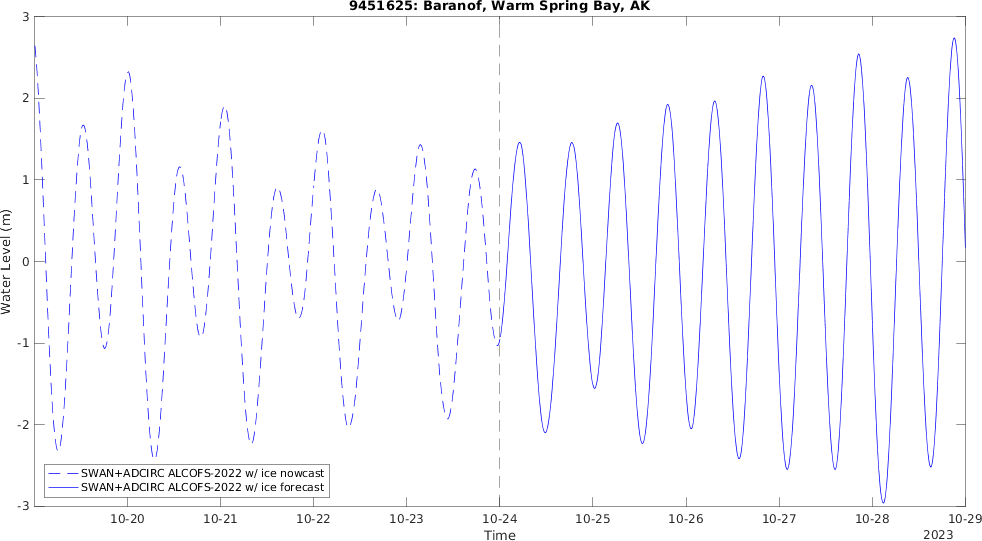 9451625: Baranof, Warm Spring Bay, AK
3
2
1
0
-1
-2
-3
Water Level (m)
SWAN+ADCIRC ALCOFS-2022 w/ ice nowcast
SWAN+ADCIRC ALCOFS-2022 w/ ice forecast
10-20 10-21 10-22 10-23 10-24 10-25 10-26 10-27 10-28 10-29
Time
2023